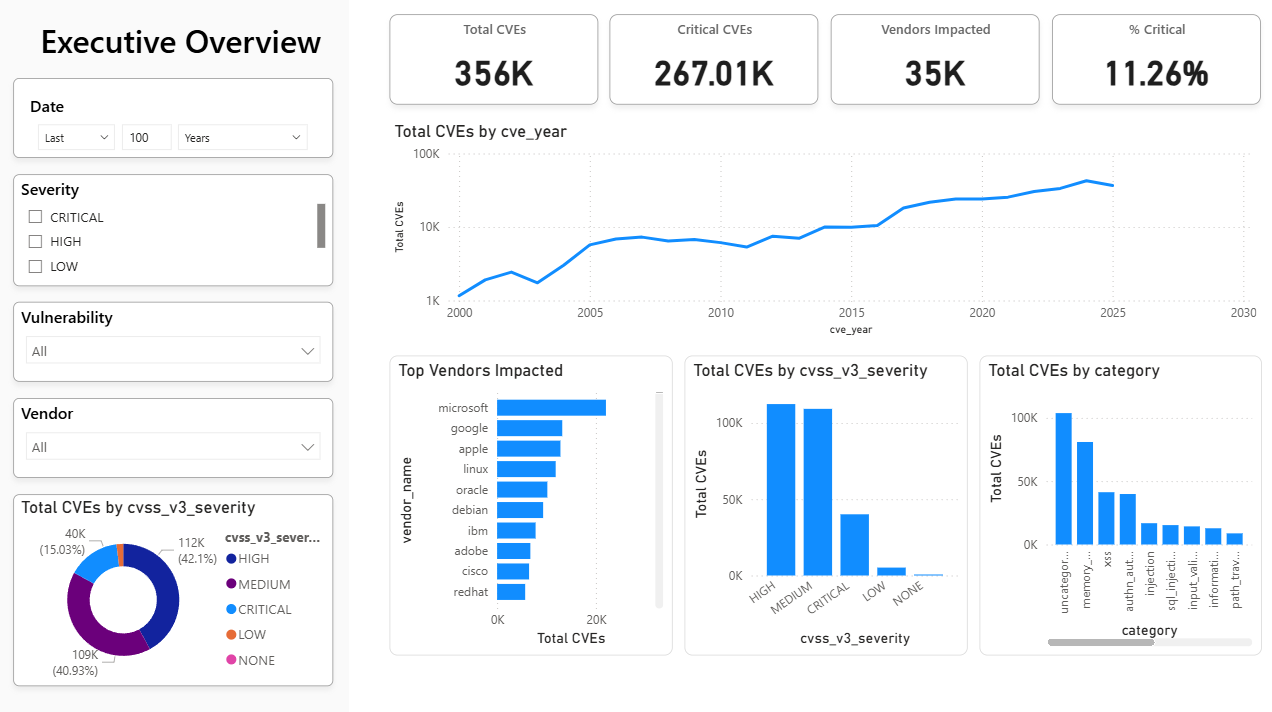 Executive Overview
Date
Last 100 Years
Severity
CRITICAL
HIGH
LOW
Vulnerability
All
Vendor
All
Total CVEs by cvss_v3_severity
40K
(15.03%)
112K
(42.1%)
109K
(40.93%)
cvss_v3_sever...
HIGH
MEDIUM
CRITICAL
LOW
NONE
Total CVEs
356K
Critical CVEs
267.01K
Vendors Impacted
35K
% Critical
11.26%
Total CVEs by cve_year
Total CVEs
100K
10K
1K
2000 2005 2010 2015 2020 2025 2030
cve_year
Top Vendors Impacted
vendor_name
microsoft
google
apple
linux
oracle
debian
ibm
adobe
cisco
redhat
0K 20K
Total CVEs
Total CVEs by cvss_v3_severity
Total CVEs
100K
50K
0K
HIGH MEDIUM CRITICAL LOW NONE
cvss_v3_severity
Total CVEs by category
Total CVEs
100K
50K
0K
uncategor... memory_... xss authn_aut... injection sql_injecti... input_vali... informati... path_trav...
category